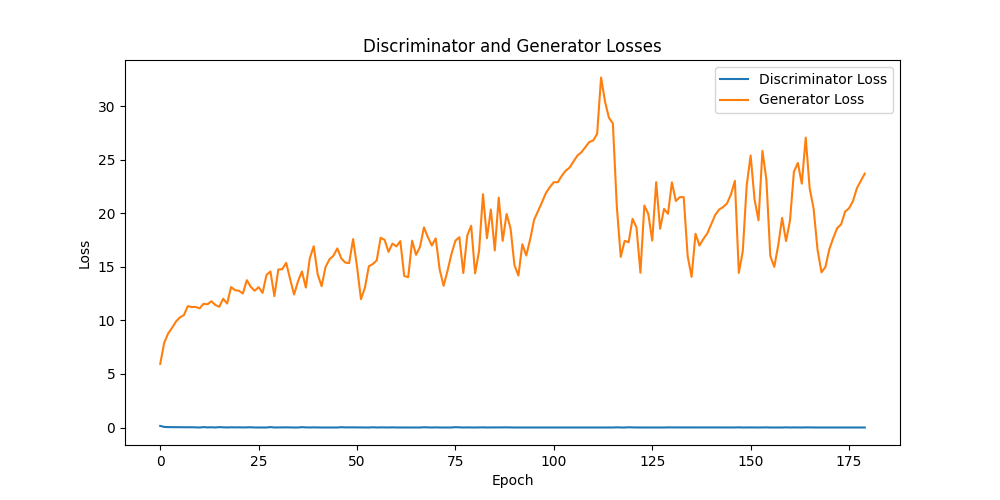 Discriminator and Generator Losses
Discriminator Loss
Generator Loss
30
25
20
15
10
5
0
Loss
0 25 50 75 100 125 150 175
Epoch